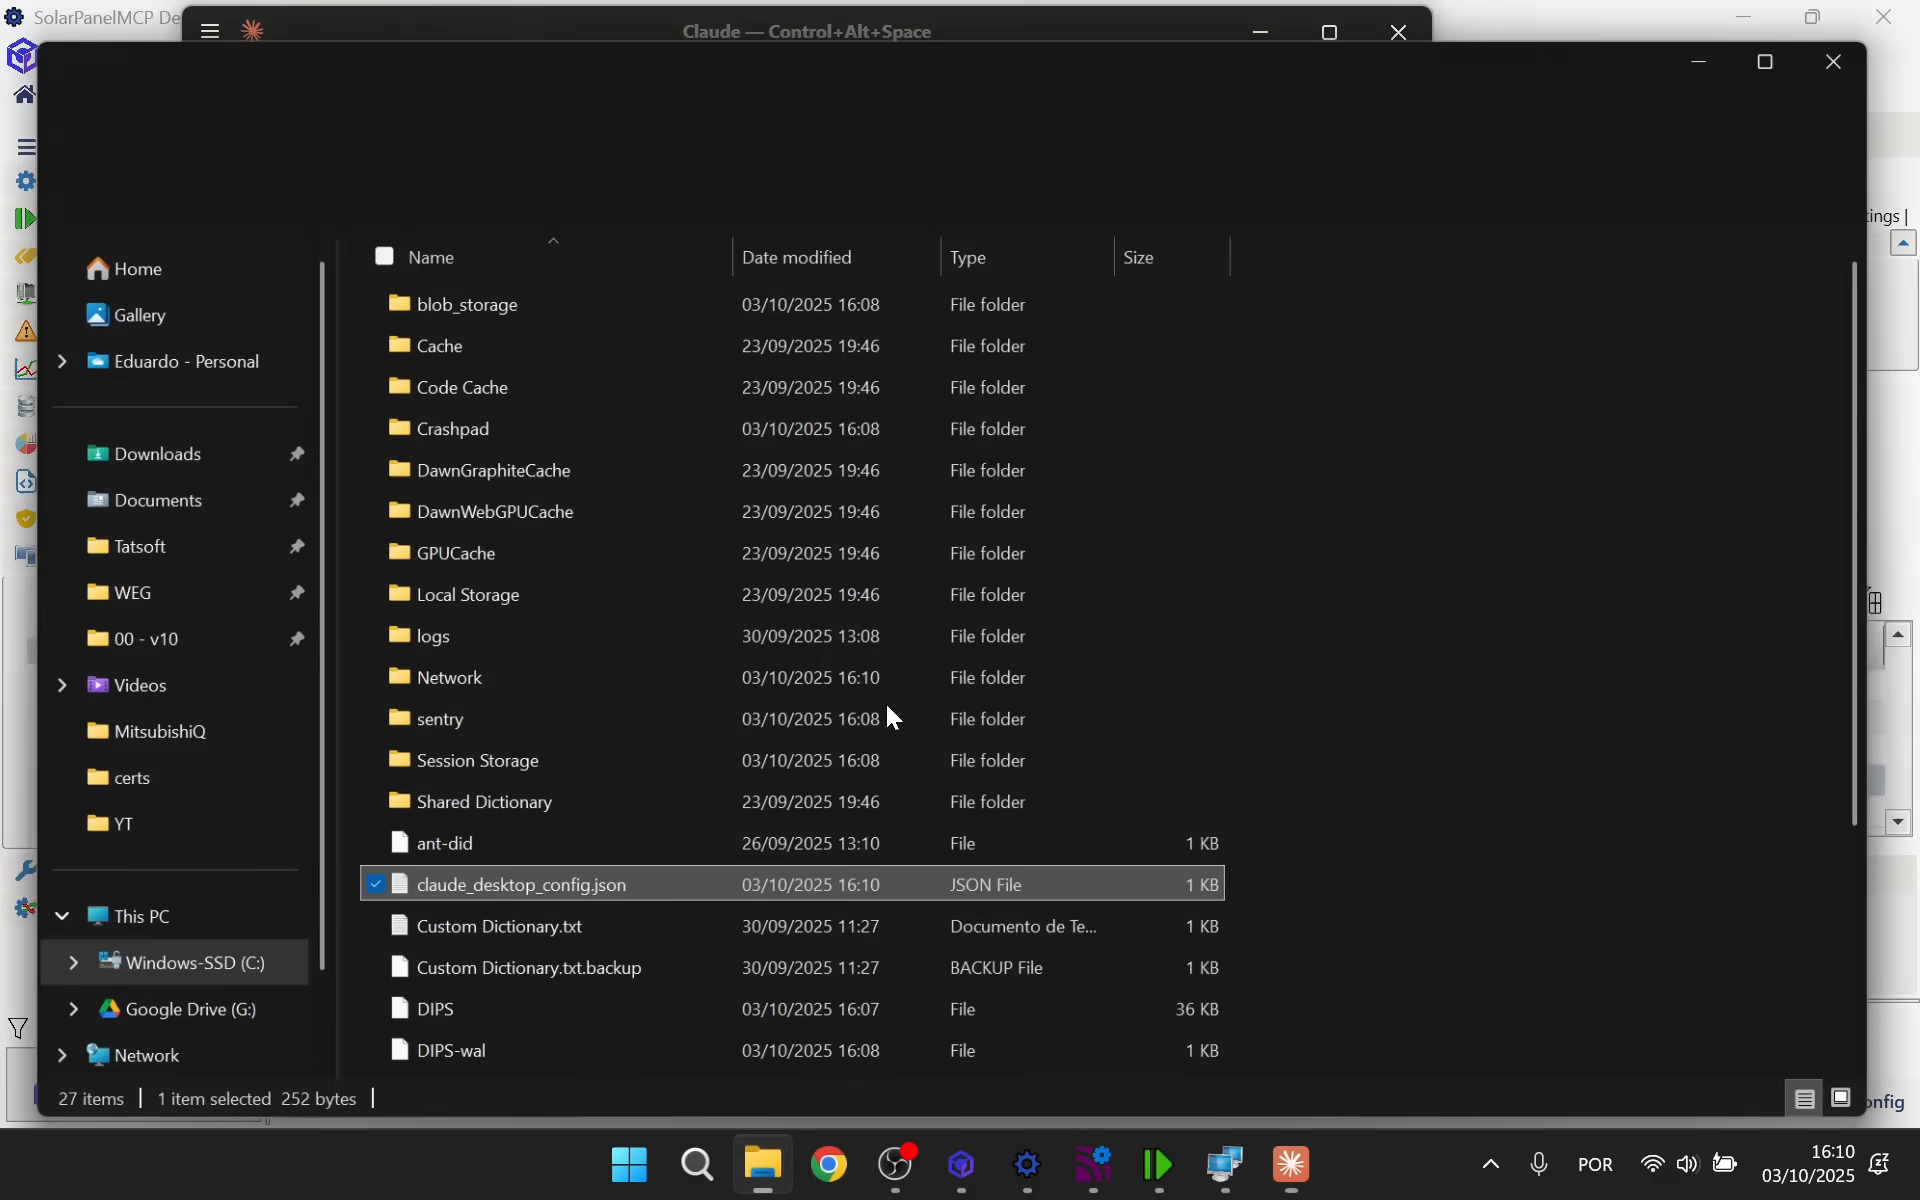 SolarPanelMCP De
Claude — Control+Alt+Space
ings |
Name Date modified Type Size
Home
Gallery
Eduardo - Personal
Downloads
Documents
Tatsoft
WEG
00 - v10
Videos
MitsubishiQ
certs
YT
This PC
Windows-SSD (C:)
Google Drive (G:)
Network
blob_storage 03/10/2025 16:08 File folder
Cache 23/09/2025 19:46 File folder
Code Cache 23/09/2025 19:46 File folder
Crashpad 03/10/2025 16:08 File folder
DawnGraphiteCache 23/09/2025 19:46 File folder
DawnWebGPUCache 23/09/2025 19:46 File folder
GPUCache 23/09/2025 19:46 File folder
Local Storage 23/09/2025 19:46 File folder
logs 30/09/2025 13:08 File folder
Network 03/10/2025 16:10 File folder
sentry 03/10/2025 16:08 File folder
Session Storage 03/10/2025 16:08 File folder
Shared Dictionary 23/09/2025 19:46 File folder
ant-did 26/09/2025 13:10 File 1 KB
claude_desktop_config.json 03/10/2025 16:10 JSON File 1 KB
Custom Dictionary.txt 30/09/2025 11:27 Documento de Te... 1 KB
Custom Dictionary.txt.backup 30/09/2025 11:27 BACKUP File 1 KB
DIPS 03/10/2025 16:07 File 36 KB
DIPS-wal 03/10/2025 16:08 File 1 KB
27 items | 1 item selected 252 bytes |
onfig
POR
16:10
03/10/2025